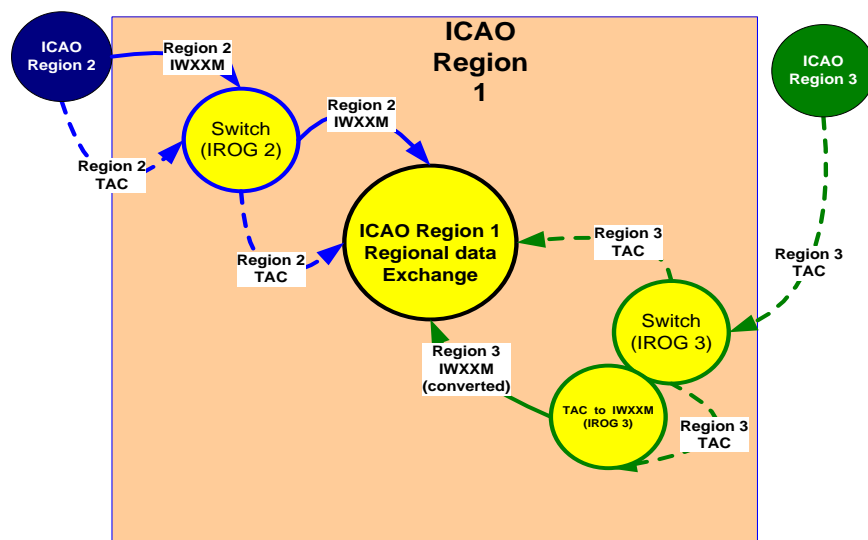 ICAO
Region
1
ICAO
Region 2
Region 2
IWXXM
ICAO
Region 3
Region 2
IWXXM
Switch
(IROG 2)
Region 2
TAC
ICAO Region 1
Regional data
Exchange
Region 2
TAC
Region 3
TAC
Region 3
TAC
Switch
(IROG 3)
Region 3
IWXXM
(converted)
TAC to IWXXM
(IROG 3)
Region 3
TAC